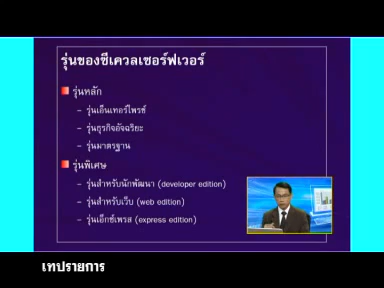 รุ่นของซีเควลเซอร์ฟเวอร์
รุ่นหลัก
– รุ่นเอ็นเทอร์ไพรซ์
– รุ่นธุรกิจอัจฉริยะ
– รุ่นมาตรฐาน
รุ่นพิเศษ
– รุ่นสำหรับนักพัฒนา (developer edition)
– รุ่นสำหรับเว็บ (web edition)
– รุ่นเอ็กซ์เพรส (express edition)
เทปรายการ